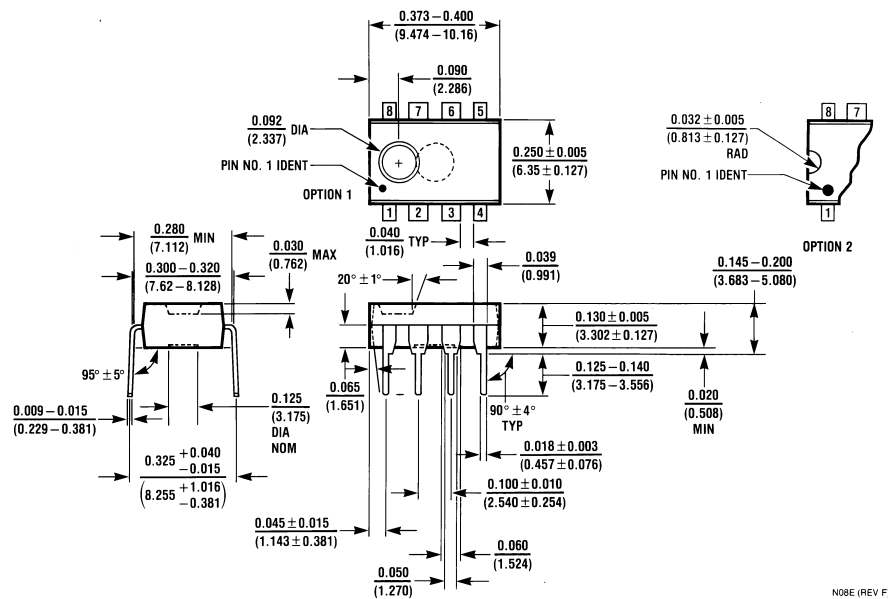 0.373 – 0.400
(9.474 – 10.16)
0.090
(2.286)
8 7 6 5
0.092
(2.337)
DIA
PIN NO. 1 IDENT
OPTION 1
1 2 3 4
0.250 ± 0.005
(6.35 ± 0.127)
8 7
0.032 ± 0.005
(0.813 ± 0.127)
RAD
PIN NO. 1 IDENT
1
OPTION 2
0.280
(7.112)
MIN
0.300 – 0.320
(7.62 – 8.128)
0.030
(0.762)
MAX
0.040
(1.016)
TYP
0.039
(0.991)
20° ± 1°
0.145 – 0.200
(3.683 – 5.080)
0.130 ± 0.005
(3.302 ± 0.127)
0.125 – 0.140
(3.175 – 3.556)
0.020
(0.508)
MIN
95° ± 5°
0.009 – 0.015
(0.229 – 0.381)
0.125
(3.175)
DIA
NOM
0.065
(1.651)
90° ± 4°
TYP
0.325 +0.040
−0.015
(8.255 +1.016
−0.381)
0.018 ± 0.003
(0.457 ± 0.076)
0.100 ± 0.010
(2.540 ± 0.254)
0.045 ± 0.015
(1.143 ± 0.381)
0.060
(1.524)
0.050
(1.270)
N08E (REV F)